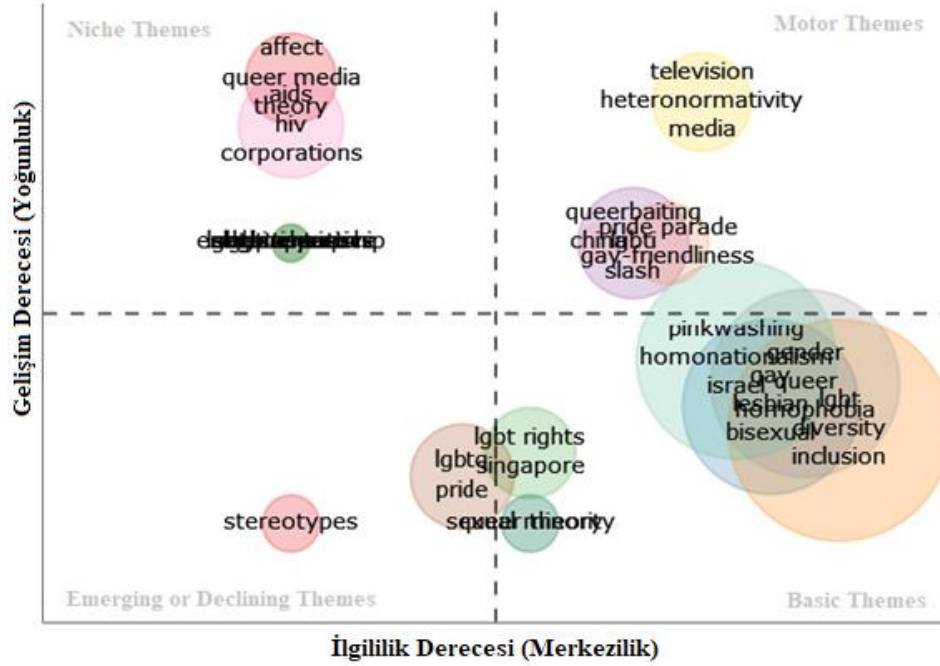 Niche Themes
Motor Themes
affect
queer media
aids
theory
hiv
corporations
television
heteronormativity
media
queerbaiting
pride parade
china
lgbti
gay-friendliness
slash
pinkwashing
homonationalism
israel
gender
gay
queer
lesbian
lgbt
homophobia
bisexual
diversity
inclusion
lgbt rights
singapore
lgbtq
pride
stereotypes
queer theory
Emerging or Declining Themes
Basic Themes
Gelişim Derecesi (Yoğunluk)
İlgililik Derecesi (Merkezilik)